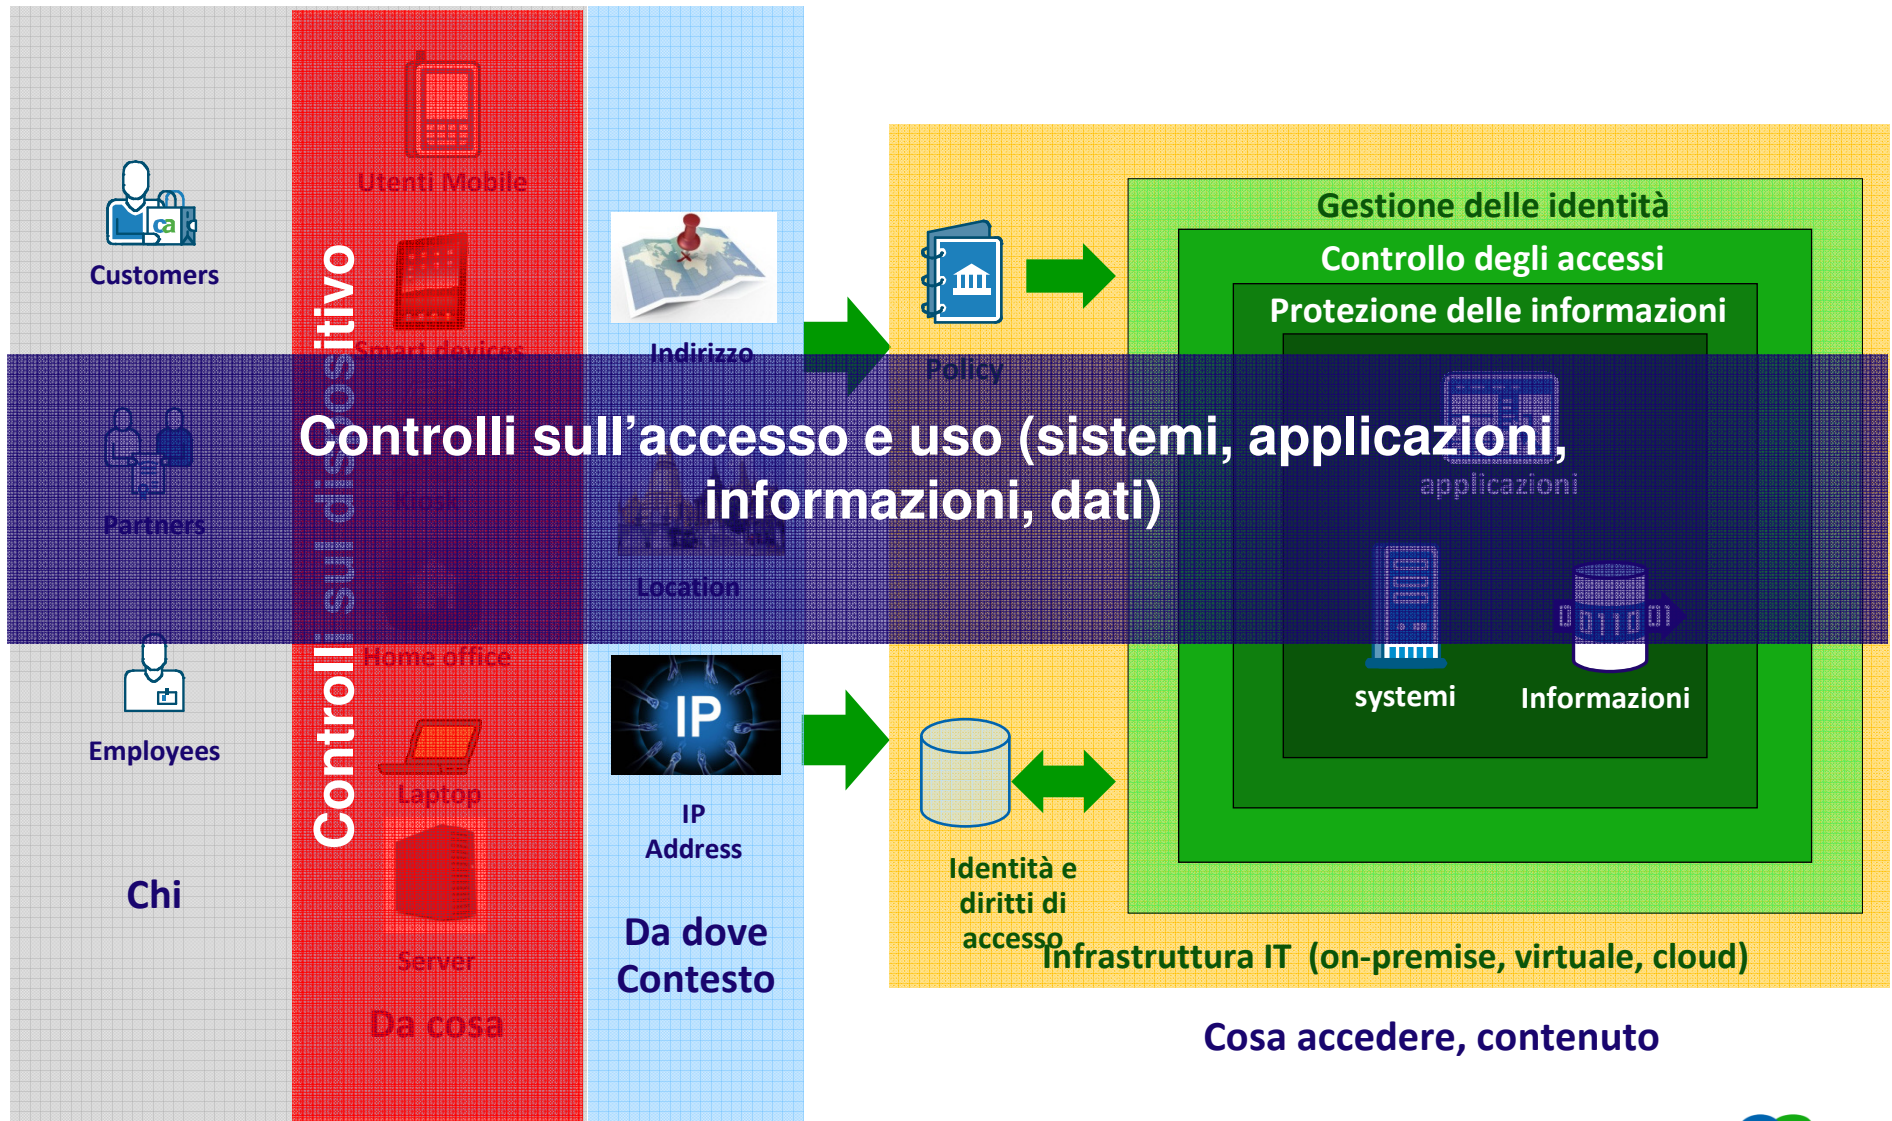 ca
Customers
Partners
Employees
Chi
Controlli sul dispositivo
Utenti Mobile
Smart devices
Home office
Laptop
Server
Da cosa
Indirizzo
Location
IP
IP
Address
Da dove
Contesto
Controlli sull’accesso e uso (sistemi, applicazioni,
informazioni, dati)
Policy
Identità e
diritti di
accesso
Gestione delle identità
Controllo degli accessi
Protezione delle informazioni
applicazioni
systemi
Informazioni
Infrastruttura IT (on-premise, virtuale, cloud)
Cosa accedere, contenuto